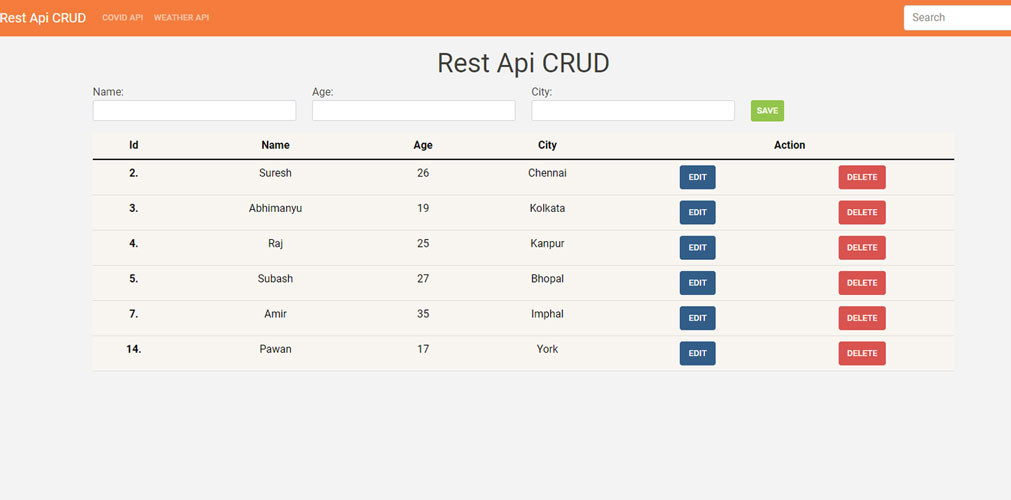 Rest Api CRUD COVID API WEATHER API Search
Rest Api CRUD
Name: Age: City:
SAVE
Id Name Age City Action
2. Suresh 26 Chennai EDIT DELETE
3. Abhimanyu 19 Kolkata EDIT DELETE
4. Raj 25 Kanpur EDIT DELETE
5. Subash 27 Bhopal EDIT DELETE
7. Amir 35 Imphal EDIT DELETE
14. Pawan 17 York EDIT DELETE